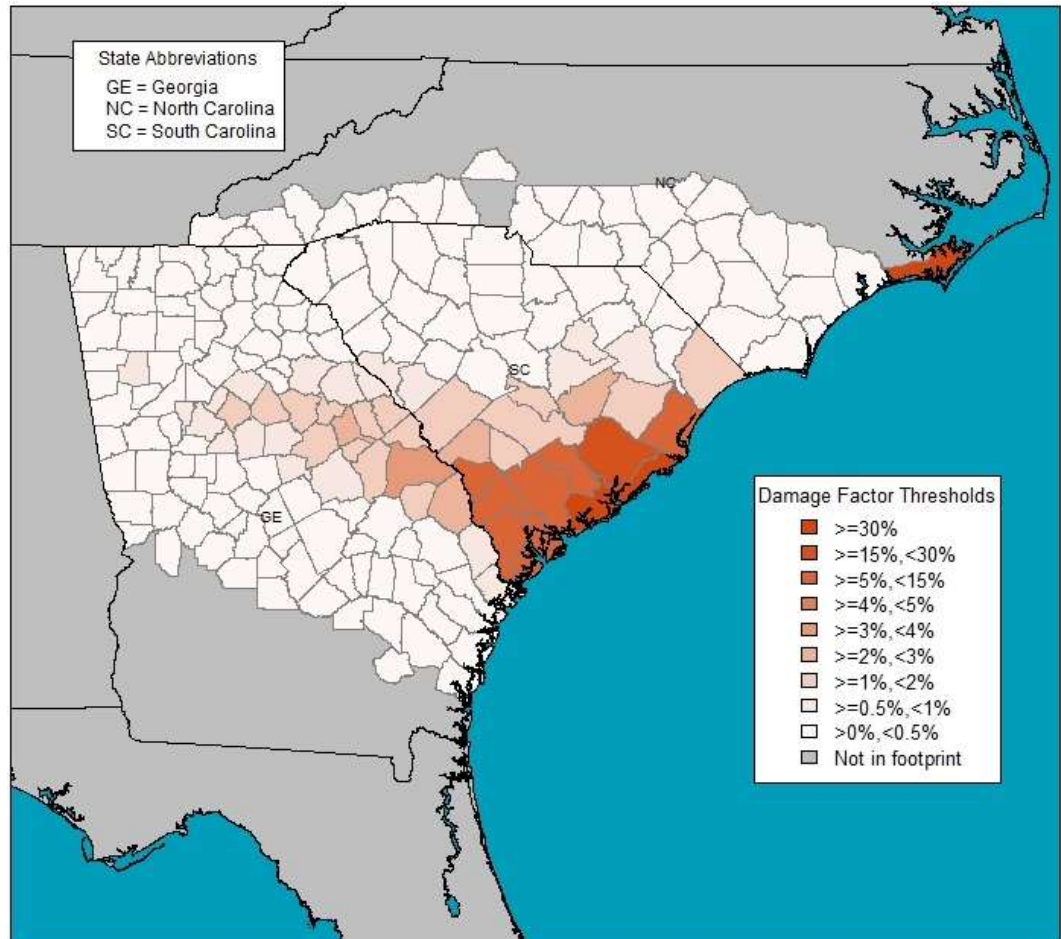 State Abbreviations
GE = Georgia
NC = North Carolina
SC = South Carolina
NC
SC
GE
Damage Factor Thresholds
>=30%
>=15%,<30%
>=5%,<15%
>=4%,<5%
>=3%,<4%
>=2%,<3%
>=1%,<2%
>=0.5%,<1%
>0%,<0.5%
Not in footprint